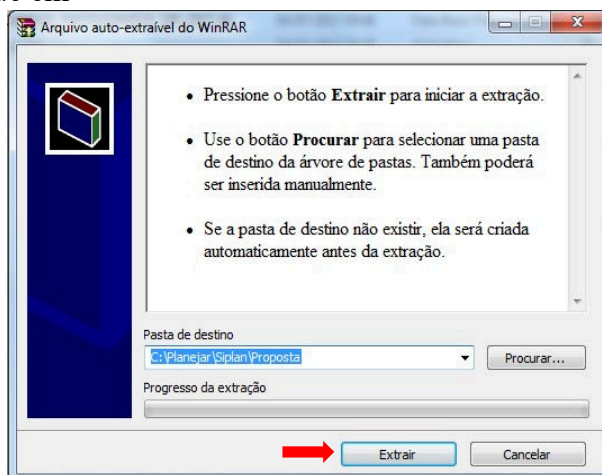 Arquivo auto-extraível do WinRAR
• Pressione o botão Extrair para iniciar a extração.
• Use o botão Procurar para selecionar uma pasta
de destino da árvore de pastas. Também poderá
ser inserida manualmente.
• Se a pasta de destino não existir, ela será criada
automaticamente antes da extração.
Pasta de destino
C:\Planejar\Siplan\Proposta
Procurar...
Progresso da extração
Extrair
Cancelar